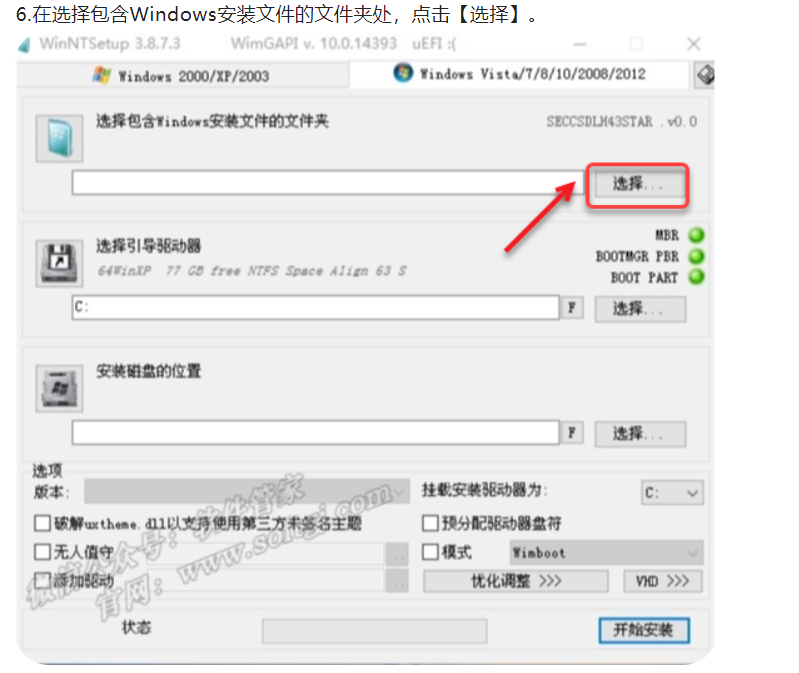 6.在选择包含Windows安装文件的文件夹处，点击【选择】。
WinNTSetup 3.8.7.3 WimGAPI v. 10.0.14393 uEFI :(
Windows 2000/XP/2003 Windows Vista/7/8/10/2008/2012
选择包含Windows安装文件的文件夹 SECCSDLH43STAR .v0.0
选择...
选择引导驱动器
64WinXP 77 GB free NTFS Space Align 63 S
MBR
BOOTMGR PBR
BOOT PART
C: F 选择...
安装磁盘的位置
F 选择...
选项
版本: 挂载安装驱动器为: C:
破解uxtheme.dll以支持使用第三方未签名主题 预分配驱动器盘符
无人值守 .. 模式 Wimboot
添加驱动 .. 优化调整 >>> VHD >>>
微信公众号：软件管家
官网：www.softgj.com
状态 开始安装